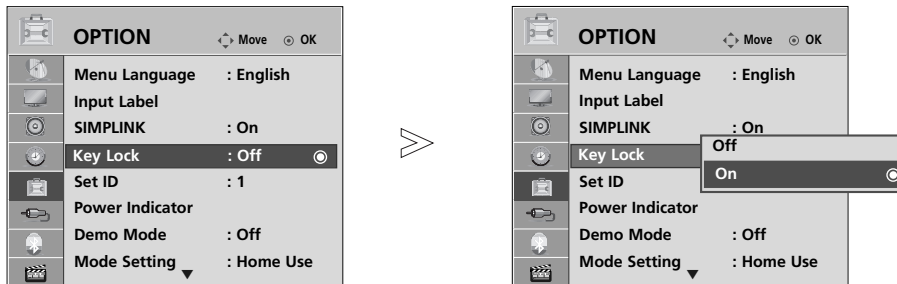 OPTION Move OK
Menu Language : English
Input Label
SIMPLINK : On
Key Lock : Off
Set ID : 1
Power Indicator
Demo Mode : Off
Mode Setting : Home Use
OPTION Move OK
Menu Language : English
Input Label
SIMPLINK : On
Key Lock
Off
On
Set ID
Power Indicator
Demo Mode : Off
Mode Setting : Home Use